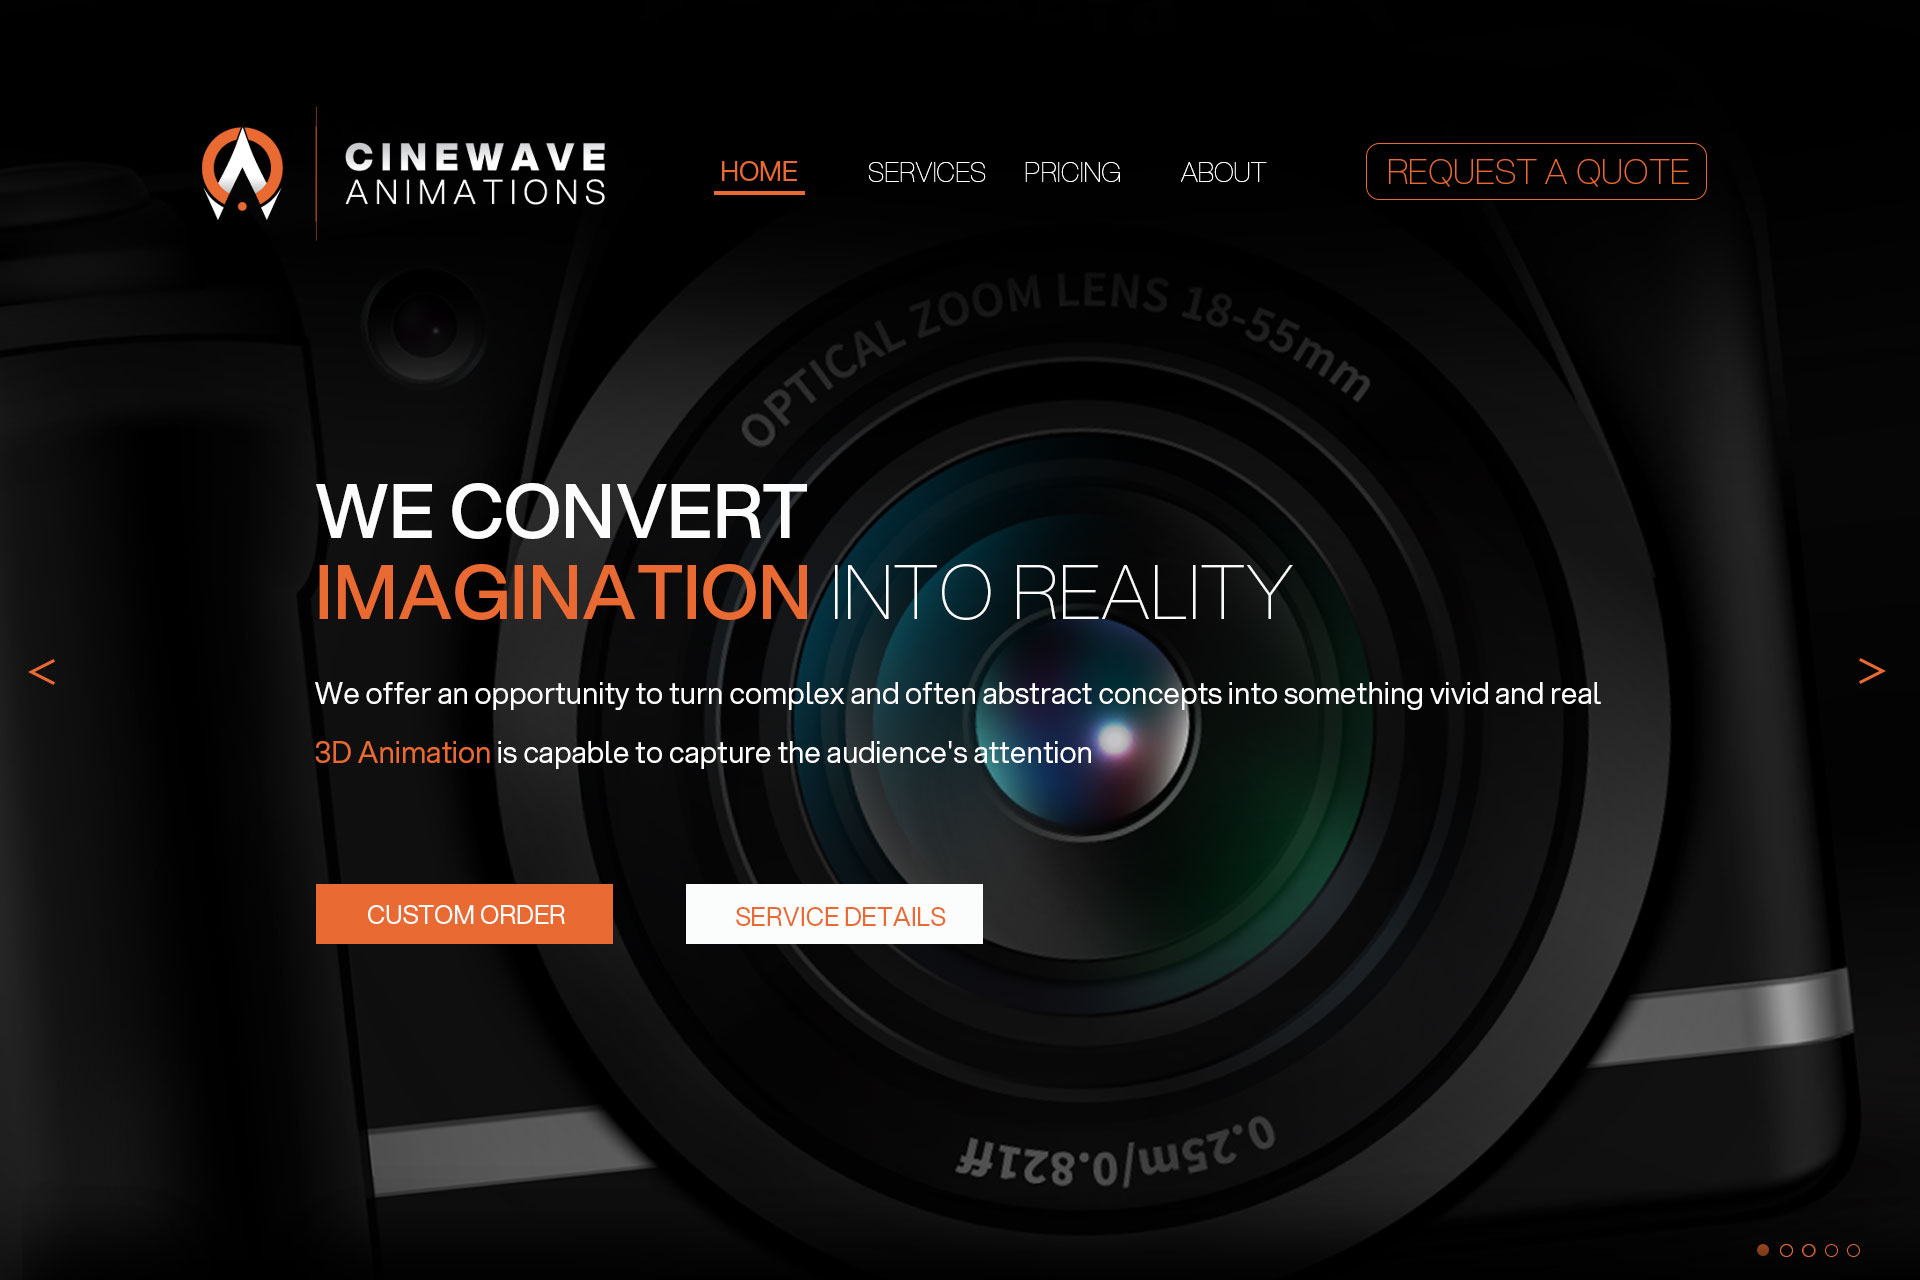 CINEWAVE
ANIMATIONS
HOME
SERVICES
PRICING
ABOUT
REQUEST A QUOTE
OPTICAL ZOOM LENS 18-55mm
WE CONVERT
IMAGINATION INTO REALITY
<
>
We offer an opportunity to turn complex and often abstract concepts into something vivid and real
3D Animation is capable to capture the audience's attention
CUSTOM ORDER
SERVICE DETAILS
0.25m/0.821ff